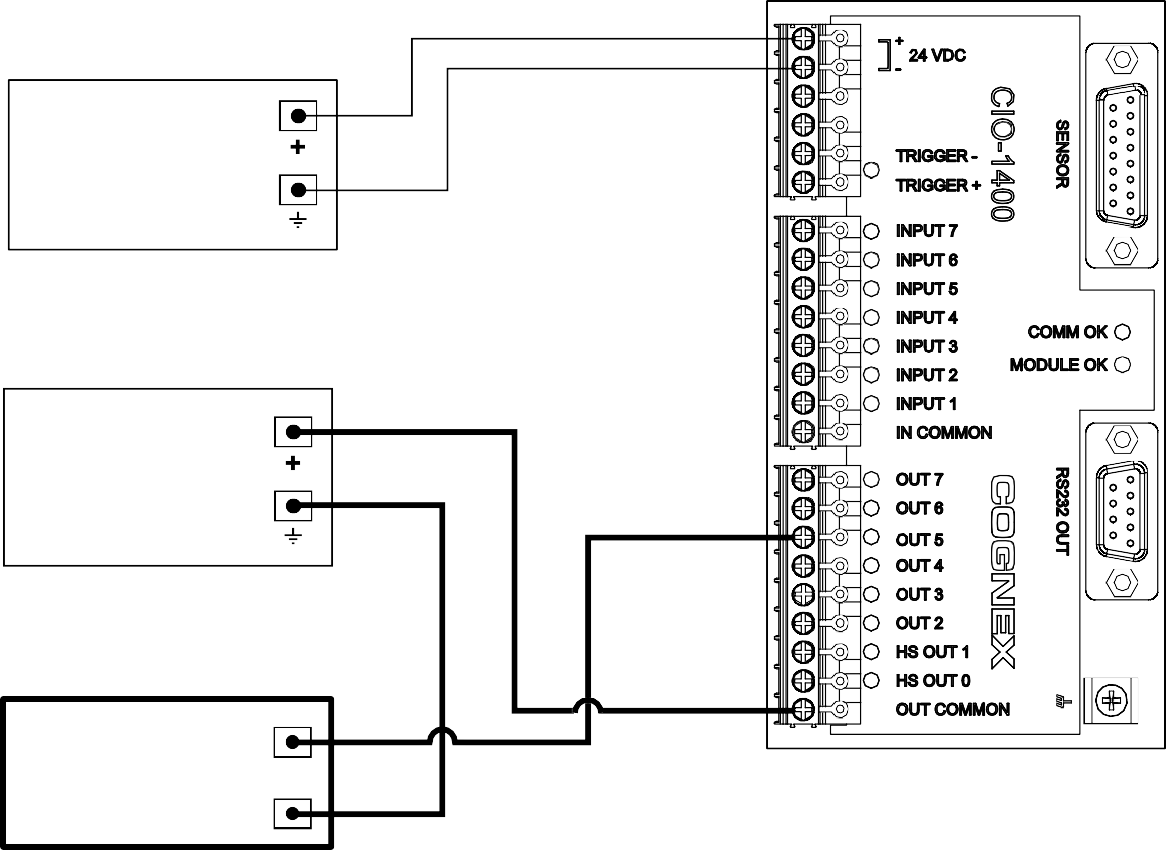 +
24 VDC
-
TRIGGER -
TRIGGER +
CIO-1400
SENSOR
INPUT 7
INPUT 6
INPUT 5
INPUT 4
INPUT 3
INPUT 2
INPUT 1
IN COMMON
COMM OK
MODULE OK
OUT 7
OUT 6
OUT 5
OUT 4
OUT 3
OUT 2
HS OUT 1
HS OUT 0
OUT COMMON
COGNEX
RS232 OUT
+
+